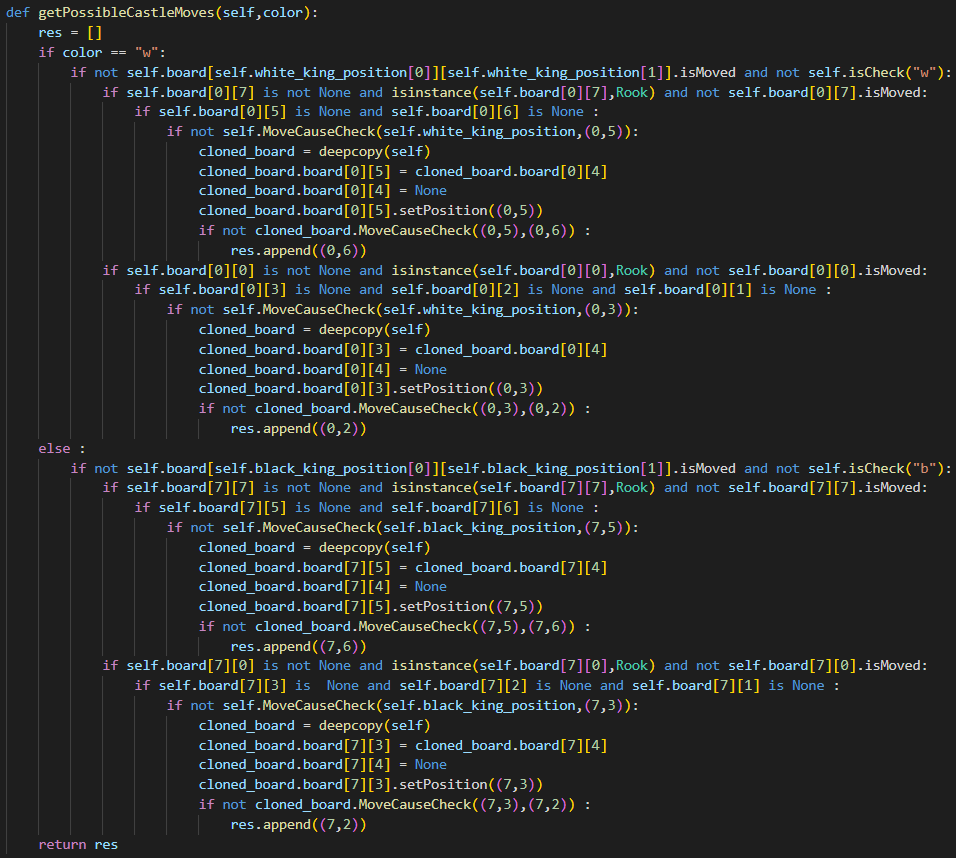 def getPossibleCastleMoves(self,color):
    res = []
    if color == "w":
        if not self.board[self.white_king_position[0]][self.white_king_position[1]].isMoved and not self.isCheck("w"):
            if self.board[0][7] is not None and isinstance(self.board[0][7],Rook) and not self.board[0][7].isMoved:
                if self.board[0][5] is None and self.board[0][6] is None :
                    if not self.MoveCauseCheck(self.white_king_position,(0,5)):
                        cloned_board = deepcopy(self)
                        cloned_board.board[0][5] = cloned_board.board[0][4]
                        cloned_board.board[0][4] = None
                        cloned_board.board[0][5].setPosition((0,5))
                        if not cloned_board.MoveCauseCheck((0,5),(0,6)) :
                            res.append((0,6))
            if self.board[0][0] is not None and isinstance(self.board[0][0],Rook) and not self.board[0][0].isMoved:
                if self.board[0][3] is None and self.board[0][2] is None and self.board[0][1] is None :
                    if not self.MoveCauseCheck(self.white_king_position,(0,3)):
                        cloned_board = deepcopy(self)
                        cloned_board.board[0][3] = cloned_board.board[0][4]
                        cloned_board.board[0][4] = None
                        cloned_board.board[0][3].setPosition((0,3))
                        if not cloned_board.MoveCauseCheck((0,3),(0,2)) :
                            res.append((0,2))
    else :
        if not self.board[self.black_king_position[0]][self.black_king_position[1]].isMoved and not self.isCheck("b"):
            if self.board[7][7] is not None and isinstance(self.board[7][7],Rook) and not self.board[7][7].isMoved:
                if self.board[7][5] is None and self.board[7][6] is None :
                    if not self.MoveCauseCheck(self.black_king_position,(7,5)):
                        cloned_board = deepcopy(self)
                        cloned_board.board[7][5] = cloned_board.board[7][4]
                        cloned_board.board[7][4] = None
                        cloned_board.board[7][5].setPosition((7,5))
                        if not cloned_board.MoveCauseCheck((7,5),(7,6)) :
                            res.append((7,6))
            if self.board[7][0] is not None and isinstance(self.board[7][0],Rook) and not self.board[7][0].isMoved:
                if self.board[7][3] is  None and self.board[7][2] is None and self.board[7][1] is None :
                    if not self.MoveCauseCheck(self.black_king_position,(7,3)):
                        cloned_board = deepcopy(self)
                        cloned_board.board[7][3] = cloned_board.board[7][4]
                        cloned_board.board[7][4] = None
                        cloned_board.board[7][3].setPosition((7,3))
                        if not cloned_board.MoveCauseCheck((7,3),(7,2)) :
                            res.append((7,2))
    return res